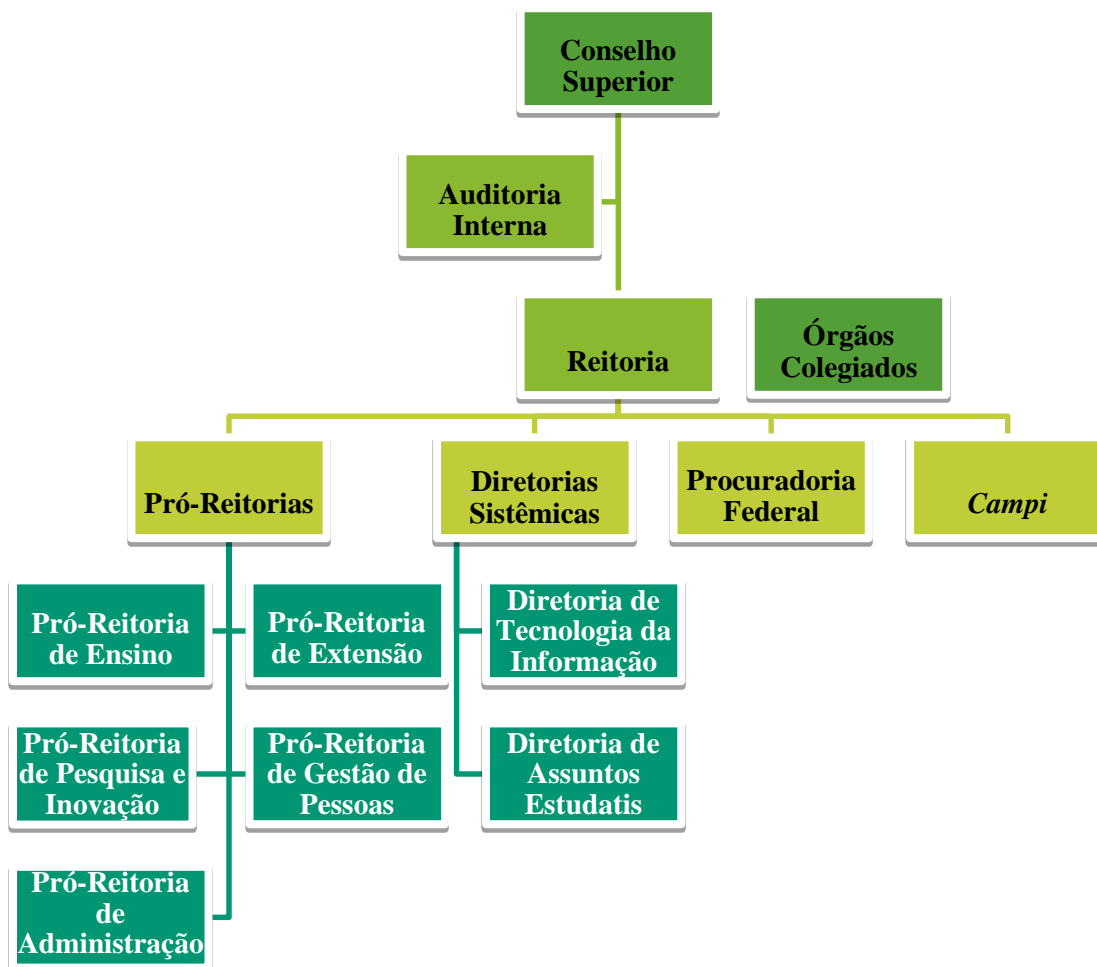 Conselho
Superior
Auditoria
Interna
Reitoria
Órgãos
Colegiados
Pró-Reitorias
Diretorias
Sistêmicas
Procuradoria
Federal
Campi
Pró-Reitoria
de Ensino
Pró-Reitoria
de Extensão
Diretoria de
Tecnologia da
Informação
Pró-Reitoria
de Pesquisa e
Inovação
Pró-Reitoria
de Gestão de
Pessoas
Diretoria de
Assuntos
Estudatis
Pró-Reitoria
de
Administração